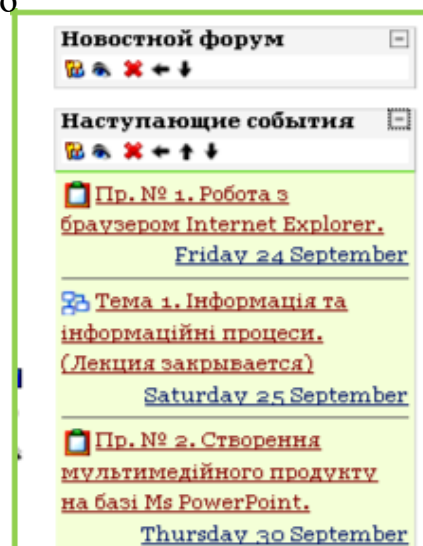 Новостной форум
Наступающие события
Пр. № 1. Робота з
браузером Internet Explorer.
Friday 24 September
Тема 1. Інформація та
інформаційні процеси.
(Лекция закрывается)
Saturday 25 September
Пр. № 2. Створення
мультимедійного продукту
на базі Ms PowerPoint.
Thursday 30 September